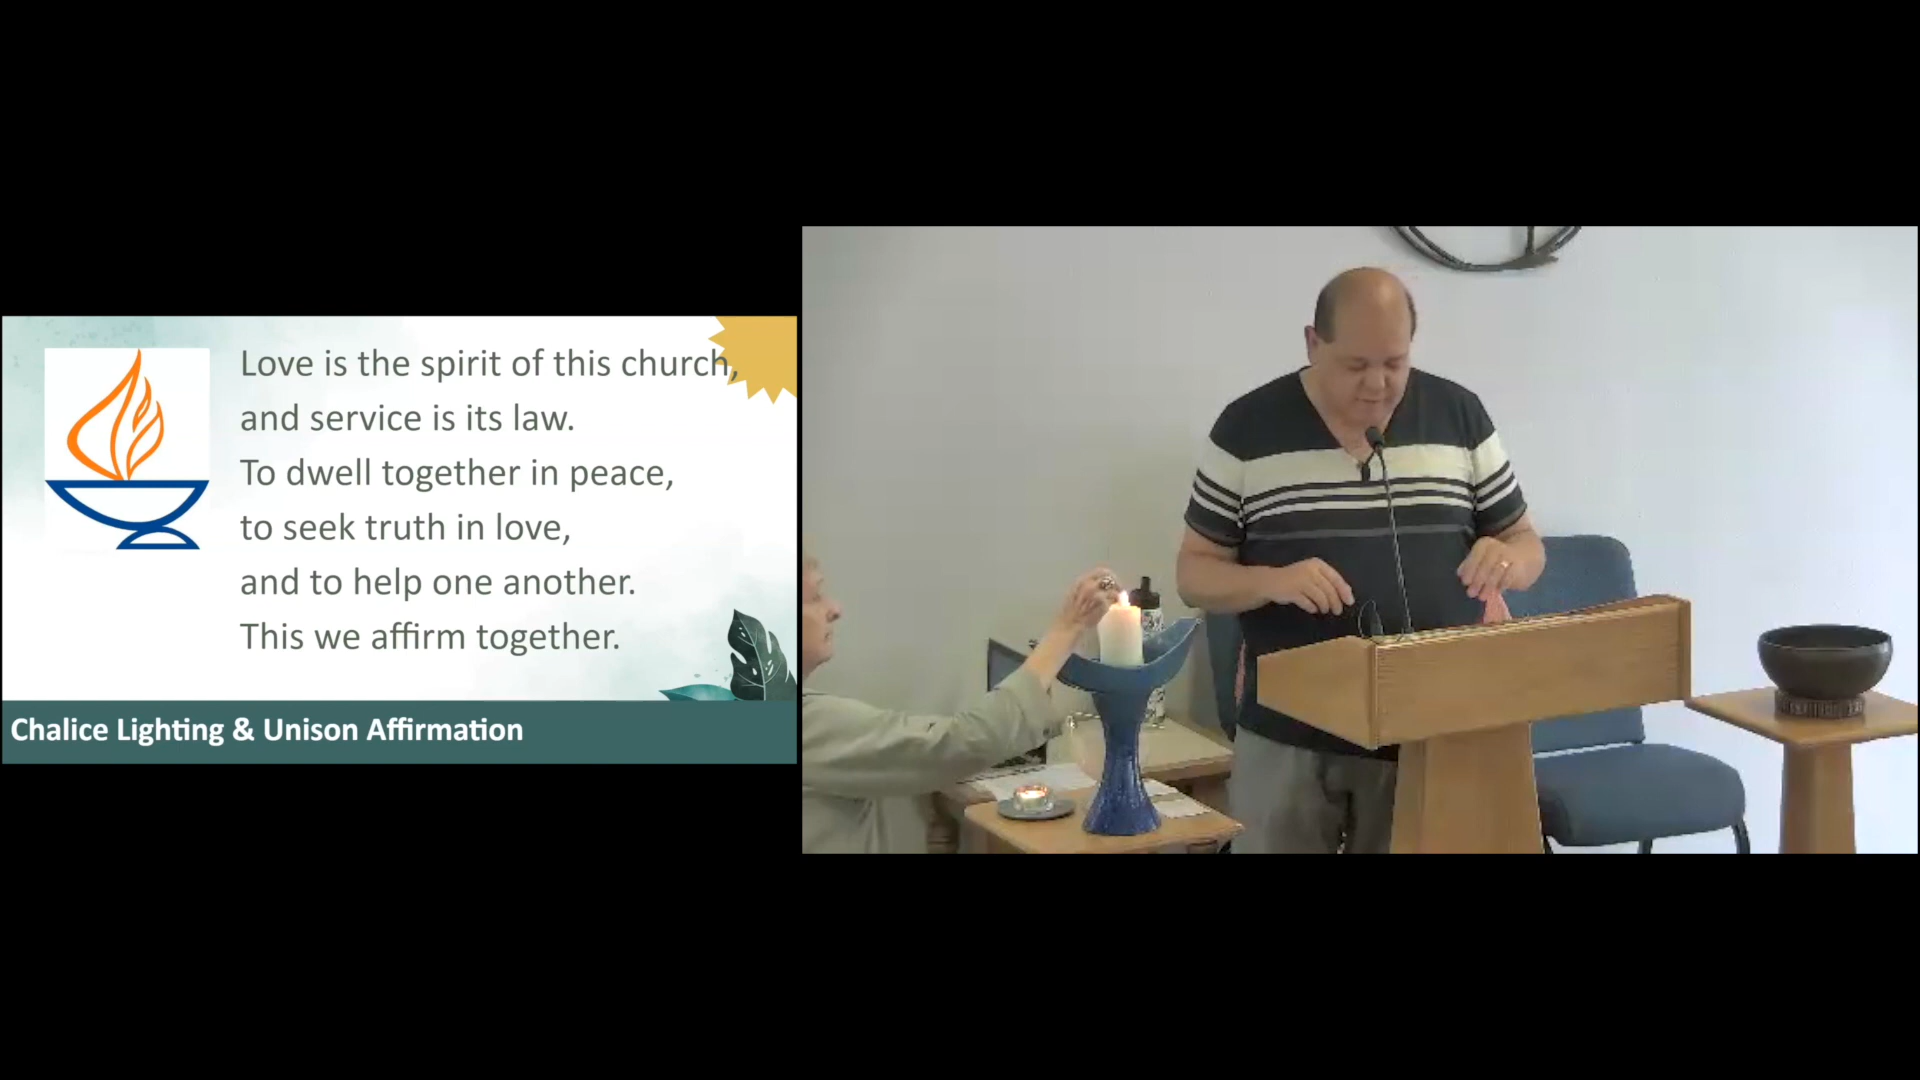 Love is the spirit of this church,
and service is its law.
To dwell together in peace,
to seek truth in love,
and to help one another.
This we affirm together.
Chalice Lighting & Unison Affirmation